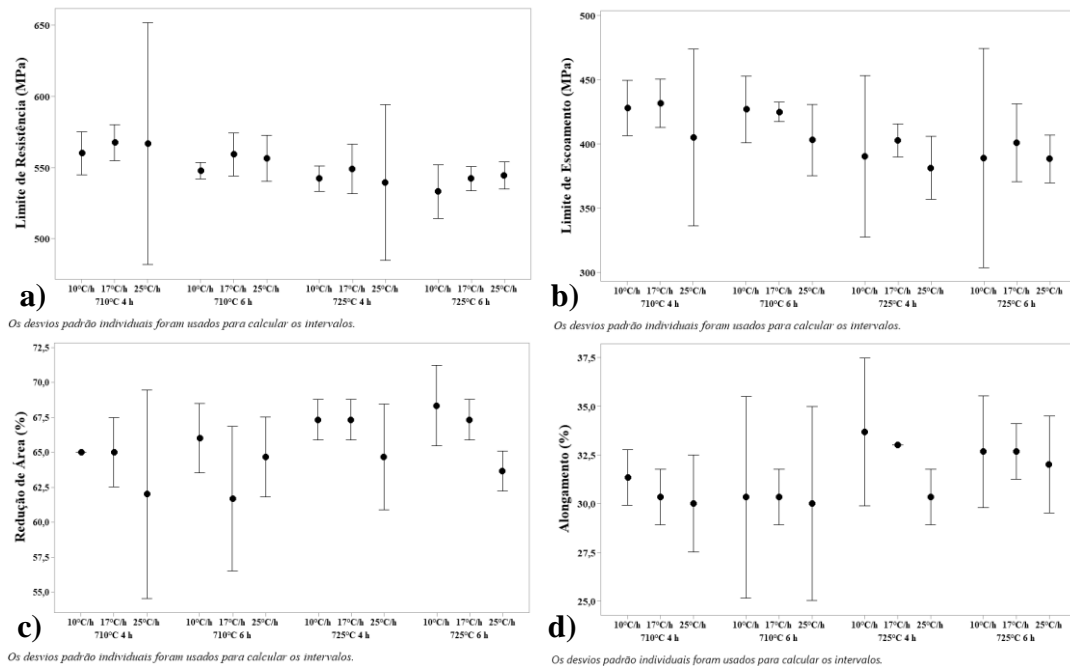 Limite de Resistência (MPa)
650
600
550
500
10°C/h 17°C/h 25°C/h 10°C/h 17°C/h 25°C/h 10°C/h 17°C/h 25°C/h 10°C/h 17°C/h 25°C/h
710°C 4 h 710°C 6 h 725°C 4 h 725°C 6 h
a)
Os desvios padrão individuais foram usados para calcular os intervalos.
Limite de Escoamento (MPa)
500
450
400
350
300
10°C/h 17°C/h 25°C/h 10°C/h 17°C/h 25°C/h 10°C/h 17°C/h 25°C/h 10°C/h 17°C/h 25°C/h
710°C 4 h 710°C 6 h 725°C 4 h 725°C 6 h
b)
Os desvios padrão individuais foram usados para calcular os intervalos.
Redução de Área (%)
72,5
70,0
67,5
65,0
62,5
60,0
57,5
55,0
10°C/h 17°C/h 25°C/h 10°C/h 17°C/h 25°C/h 10°C/h 17°C/h 25°C/h 10°C/h 17°C/h 25°C/h
710°C 4 h 710°C 6 h 725°C 4 h 725°C 6 h
c)
Os desvios padrão individuais foram usados para calcular os intervalos.
Alongamento (%)
37,5
35,0
32,5
30,0
27,5
25,0
10°C/h 17°C/h 25°C/h 10°C/h 17°C/h 25°C/h 10°C/h 17°C/h 25°C/h 10°C/h 17°C/h 25°C/h
710°C 4 h 710°C 6 h 725°C 4 h 725°C 6 h
d)
Os desvios padrão individuais foram usados para calcular os intervalos.